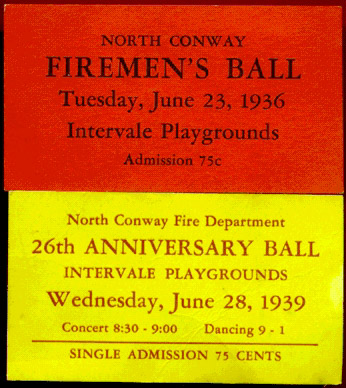 NORTH CONWAY
FIREMEN'S BALL
Tuesday, June 23, 1936
Intervale Playgrounds
Admission 75c
North Conway Fire Department
26th ANNIVERSARY BALL
INTERVALE PLAYGROUNDS
Wednesday, June 28, 1939
Concert 8:30 - 9:00 Dancing 9 - 1
SINGLE ADMISSION 75 CENTS